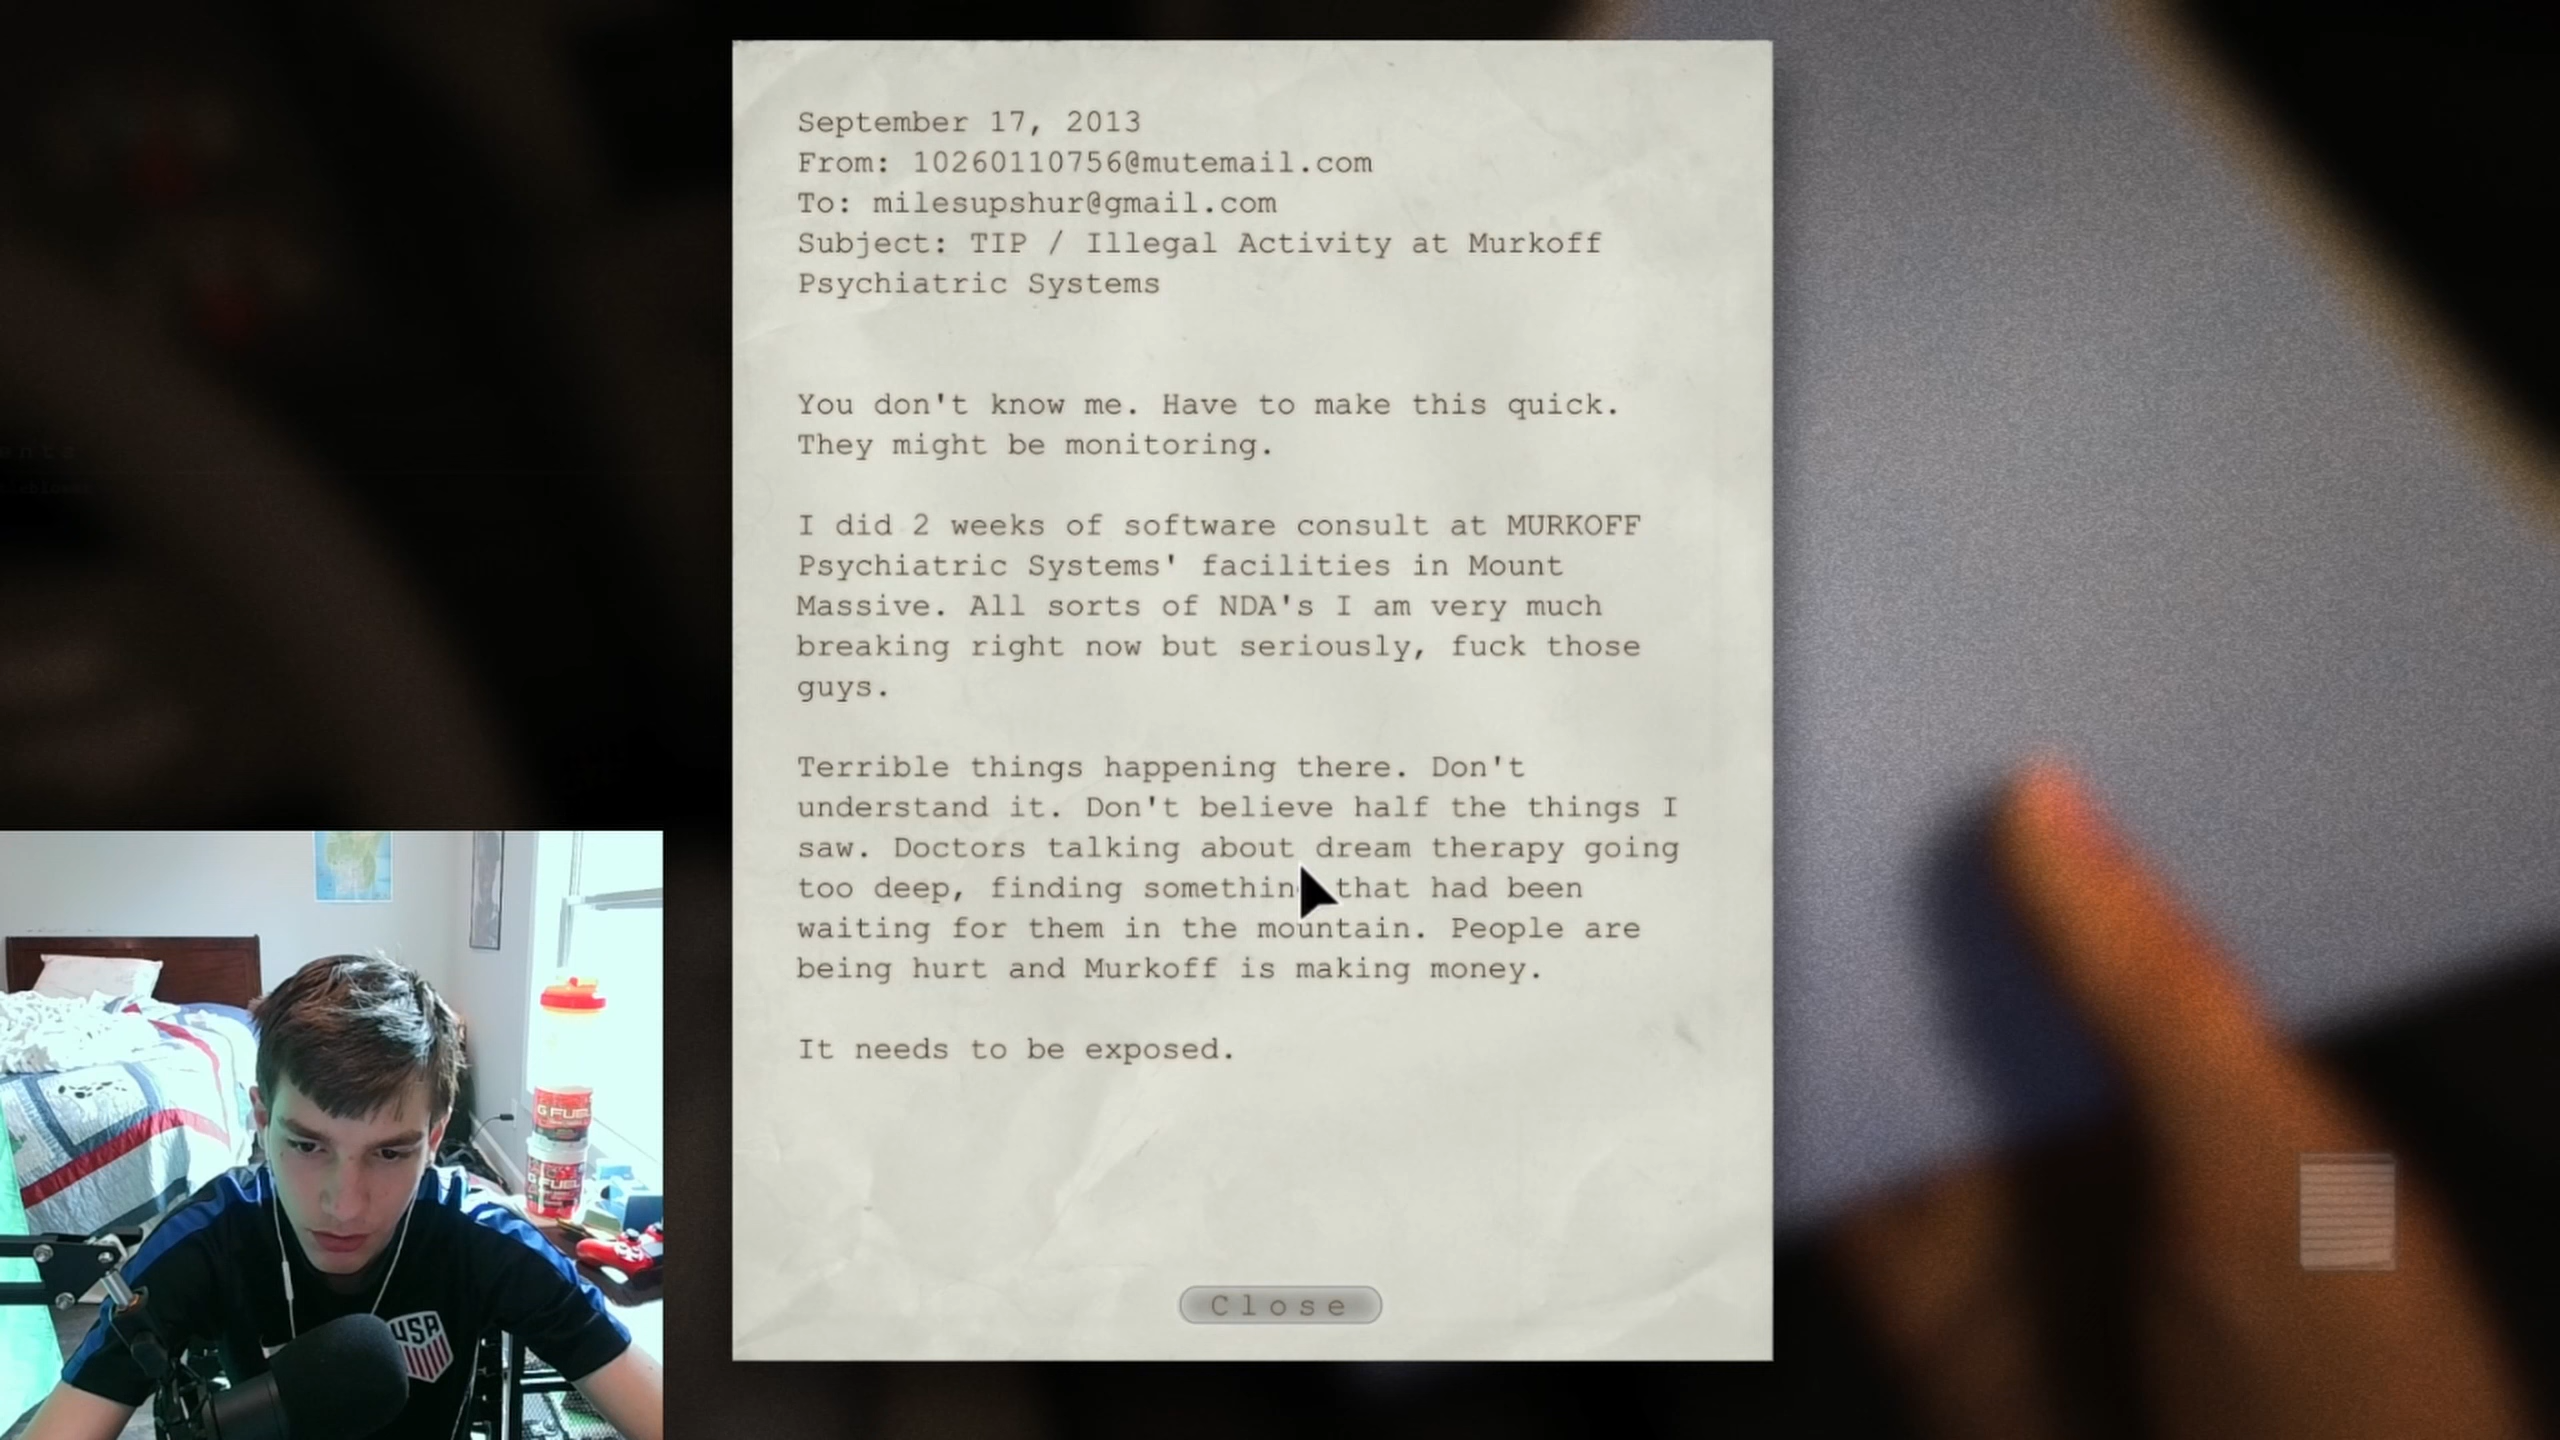 September 17, 2013
From: 10260110756@mutemail.com
To: milesupshur@gmail.com
Subject: TIP / Illegal Activity at Murkoff
Psychiatric Systems
You don't know me. Have to make this quick.
They might be monitoring.
I did 2 weeks of software consult at MURKOFF
Psychiatric Systems' facilities in Mount
Massive. All sorts of NDA's I am very much
breaking right now but seriously, fuck those
guys.
Terrible things happening there. Don't
understand it. Don't believe half the things I
saw. Doctors talking about dream therapy going
too deep, finding something that had been
waiting for them in the mountain. People are
being hurt and Murkoff is making money.
It needs to be exposed.
Close
G FUEL
G FUEL
USA